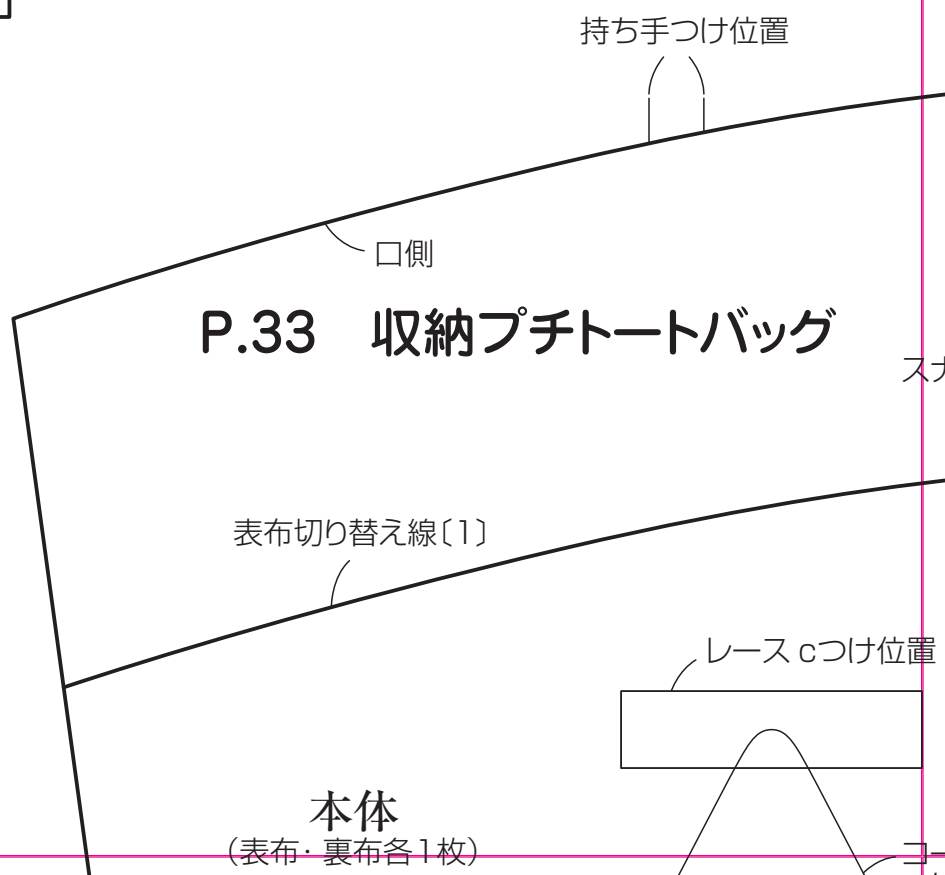 持ち手つけ位置
口側
P.33　収納プチトートバッグ
表布切り替え線〔1〕
レース cつけ位置
本体
（表布・裏布各1枚）